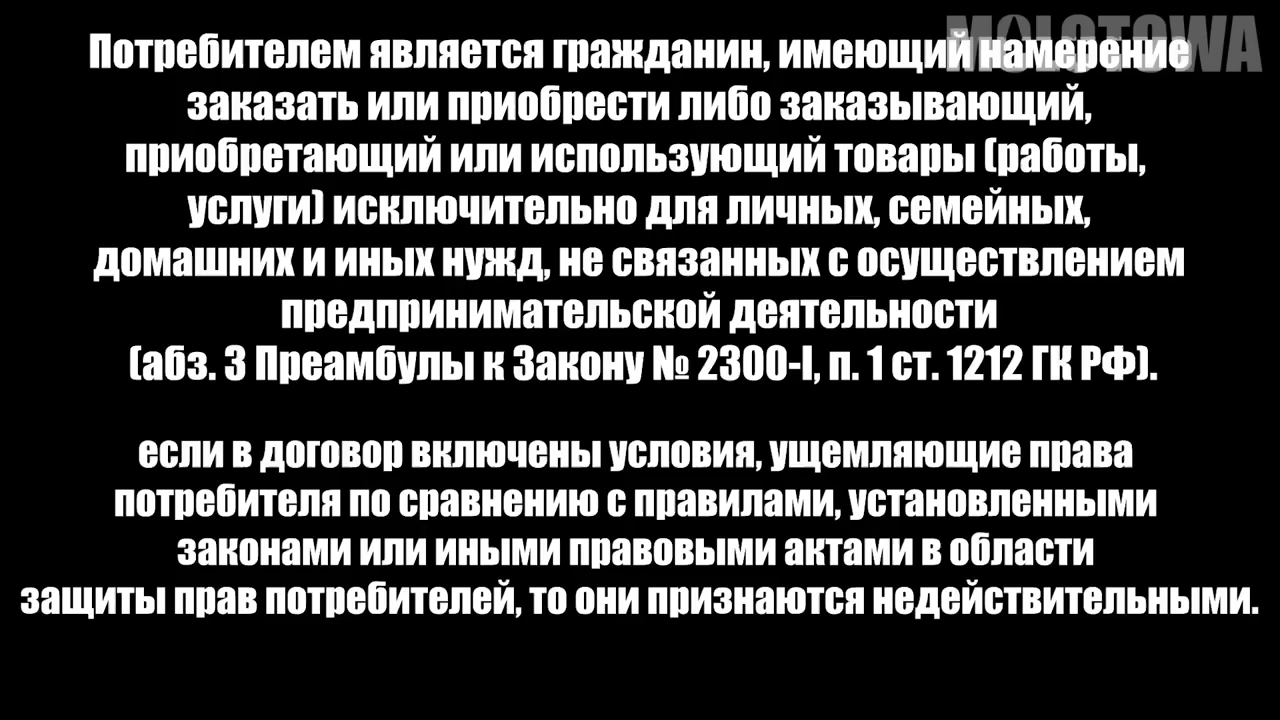 MOLOTOWA
Потребителем является гражданин, имеющий намерение
заказать или приобрести либо заказывающий,
приобретающий или использующий товары (работы,
услуги) исключительно для личных, семейных,
домашних и иных нужд, не связанных с осуществлением
предпринимательской деятельности
(абз. 3 Преамбулы к Закону № 2300-I, п. 1 ст. 1212 ГК РФ).
если в договор включены условия, ущемляющие права
потребителя по сравнению с правилами, установленными
законами или иными правовыми актами в области
защиты прав потребителей, то они признаются недействительными.